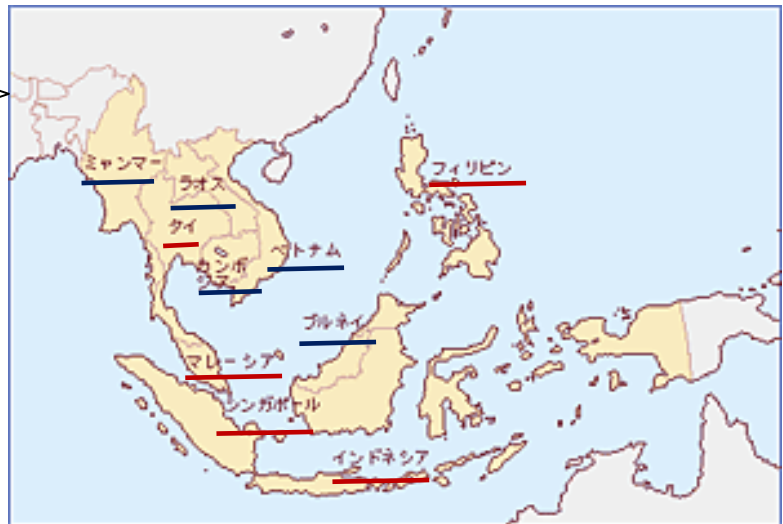 ミャンマー
ラオス
フィリピン
タイ
ベトナム
カンボ
ジア
ブルネイ
マレーシア
シンガポール
インドネシア